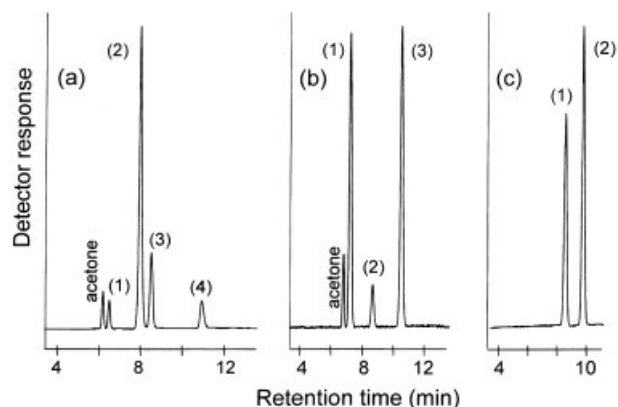 Detector response
(a)
acetone
(1)
(2)
(3)
(4)
4 8 12
(b)
acetone
(1)
(2)
(3)
4 8 12
(c)
(1)
(2)
4 8 10
Retention time (min)